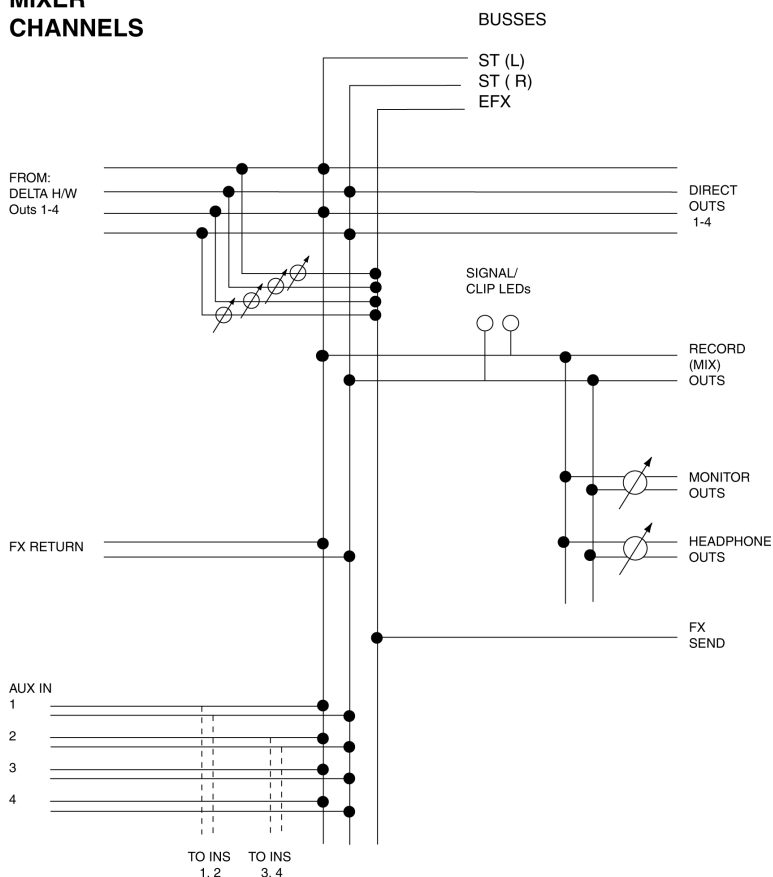 MIXER
CHANNELS
BUSSES
ST (L)
ST ( R)
EFX
FROM:
DELTA H/W
Outs 1-4
DIRECT
OUTS
1-4
SIGNAL/
CLIP LEDs
RECORD
(MIX)
OUTS
MONITOR
OUTS
FX RETURN
HEADPHONE
OUTS
FX
SEND
AUX IN
1
2
3
4
TO INS
1, 2
TO INS
3, 4